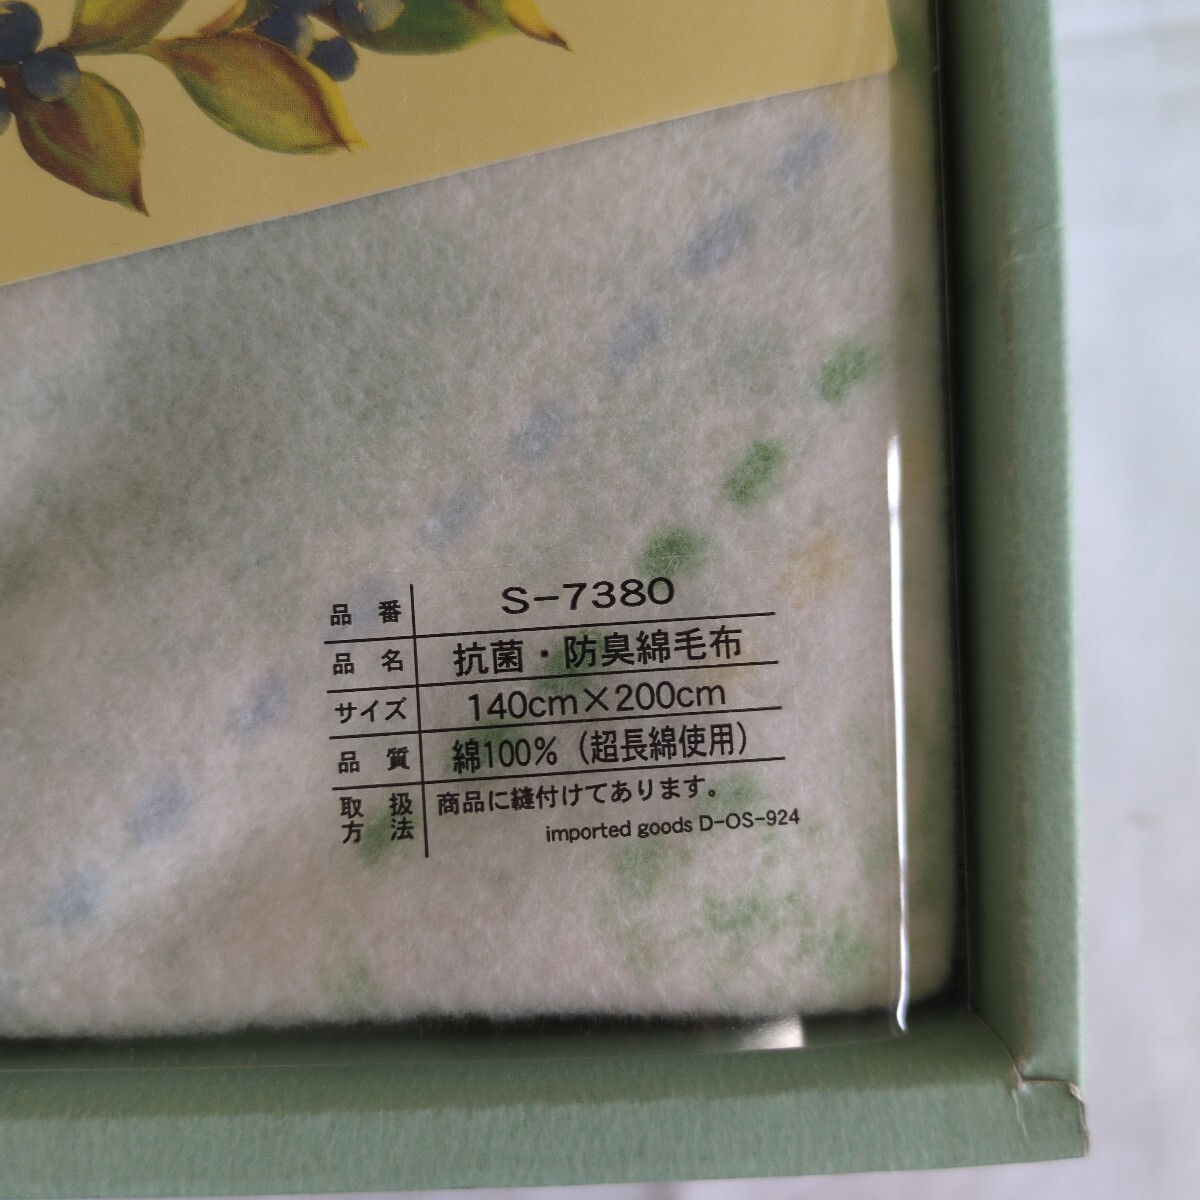 品番 S-7380
品名 抗菌・防臭綿毛布
サイズ 140cm×200cm
品質 綿100%（超長綿使用）
取扱方法 商品に縫付けてあります。
imported goods D-OS-924